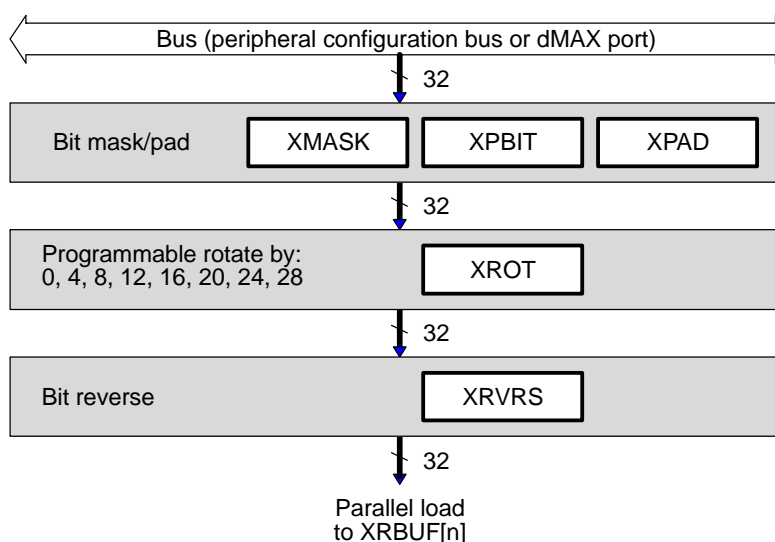 Bus (peripheral configuration bus or dMAX port)
32
Bit mask/pad XMASK XPBIT XPAD
32
Programmable rotate by:
0, 4, 8, 12, 16, 20, 24, 28
XROT
32
Bit reverse XRVRS
32
Parallel load
to XRBUF[n]